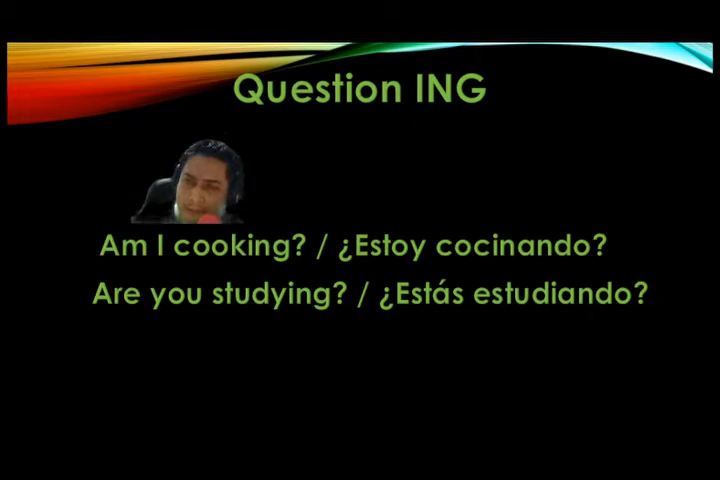 Question ING
Am I cooking? / ¿Estoy cocinando?
Are you studying? / ¿Estás estudiando?